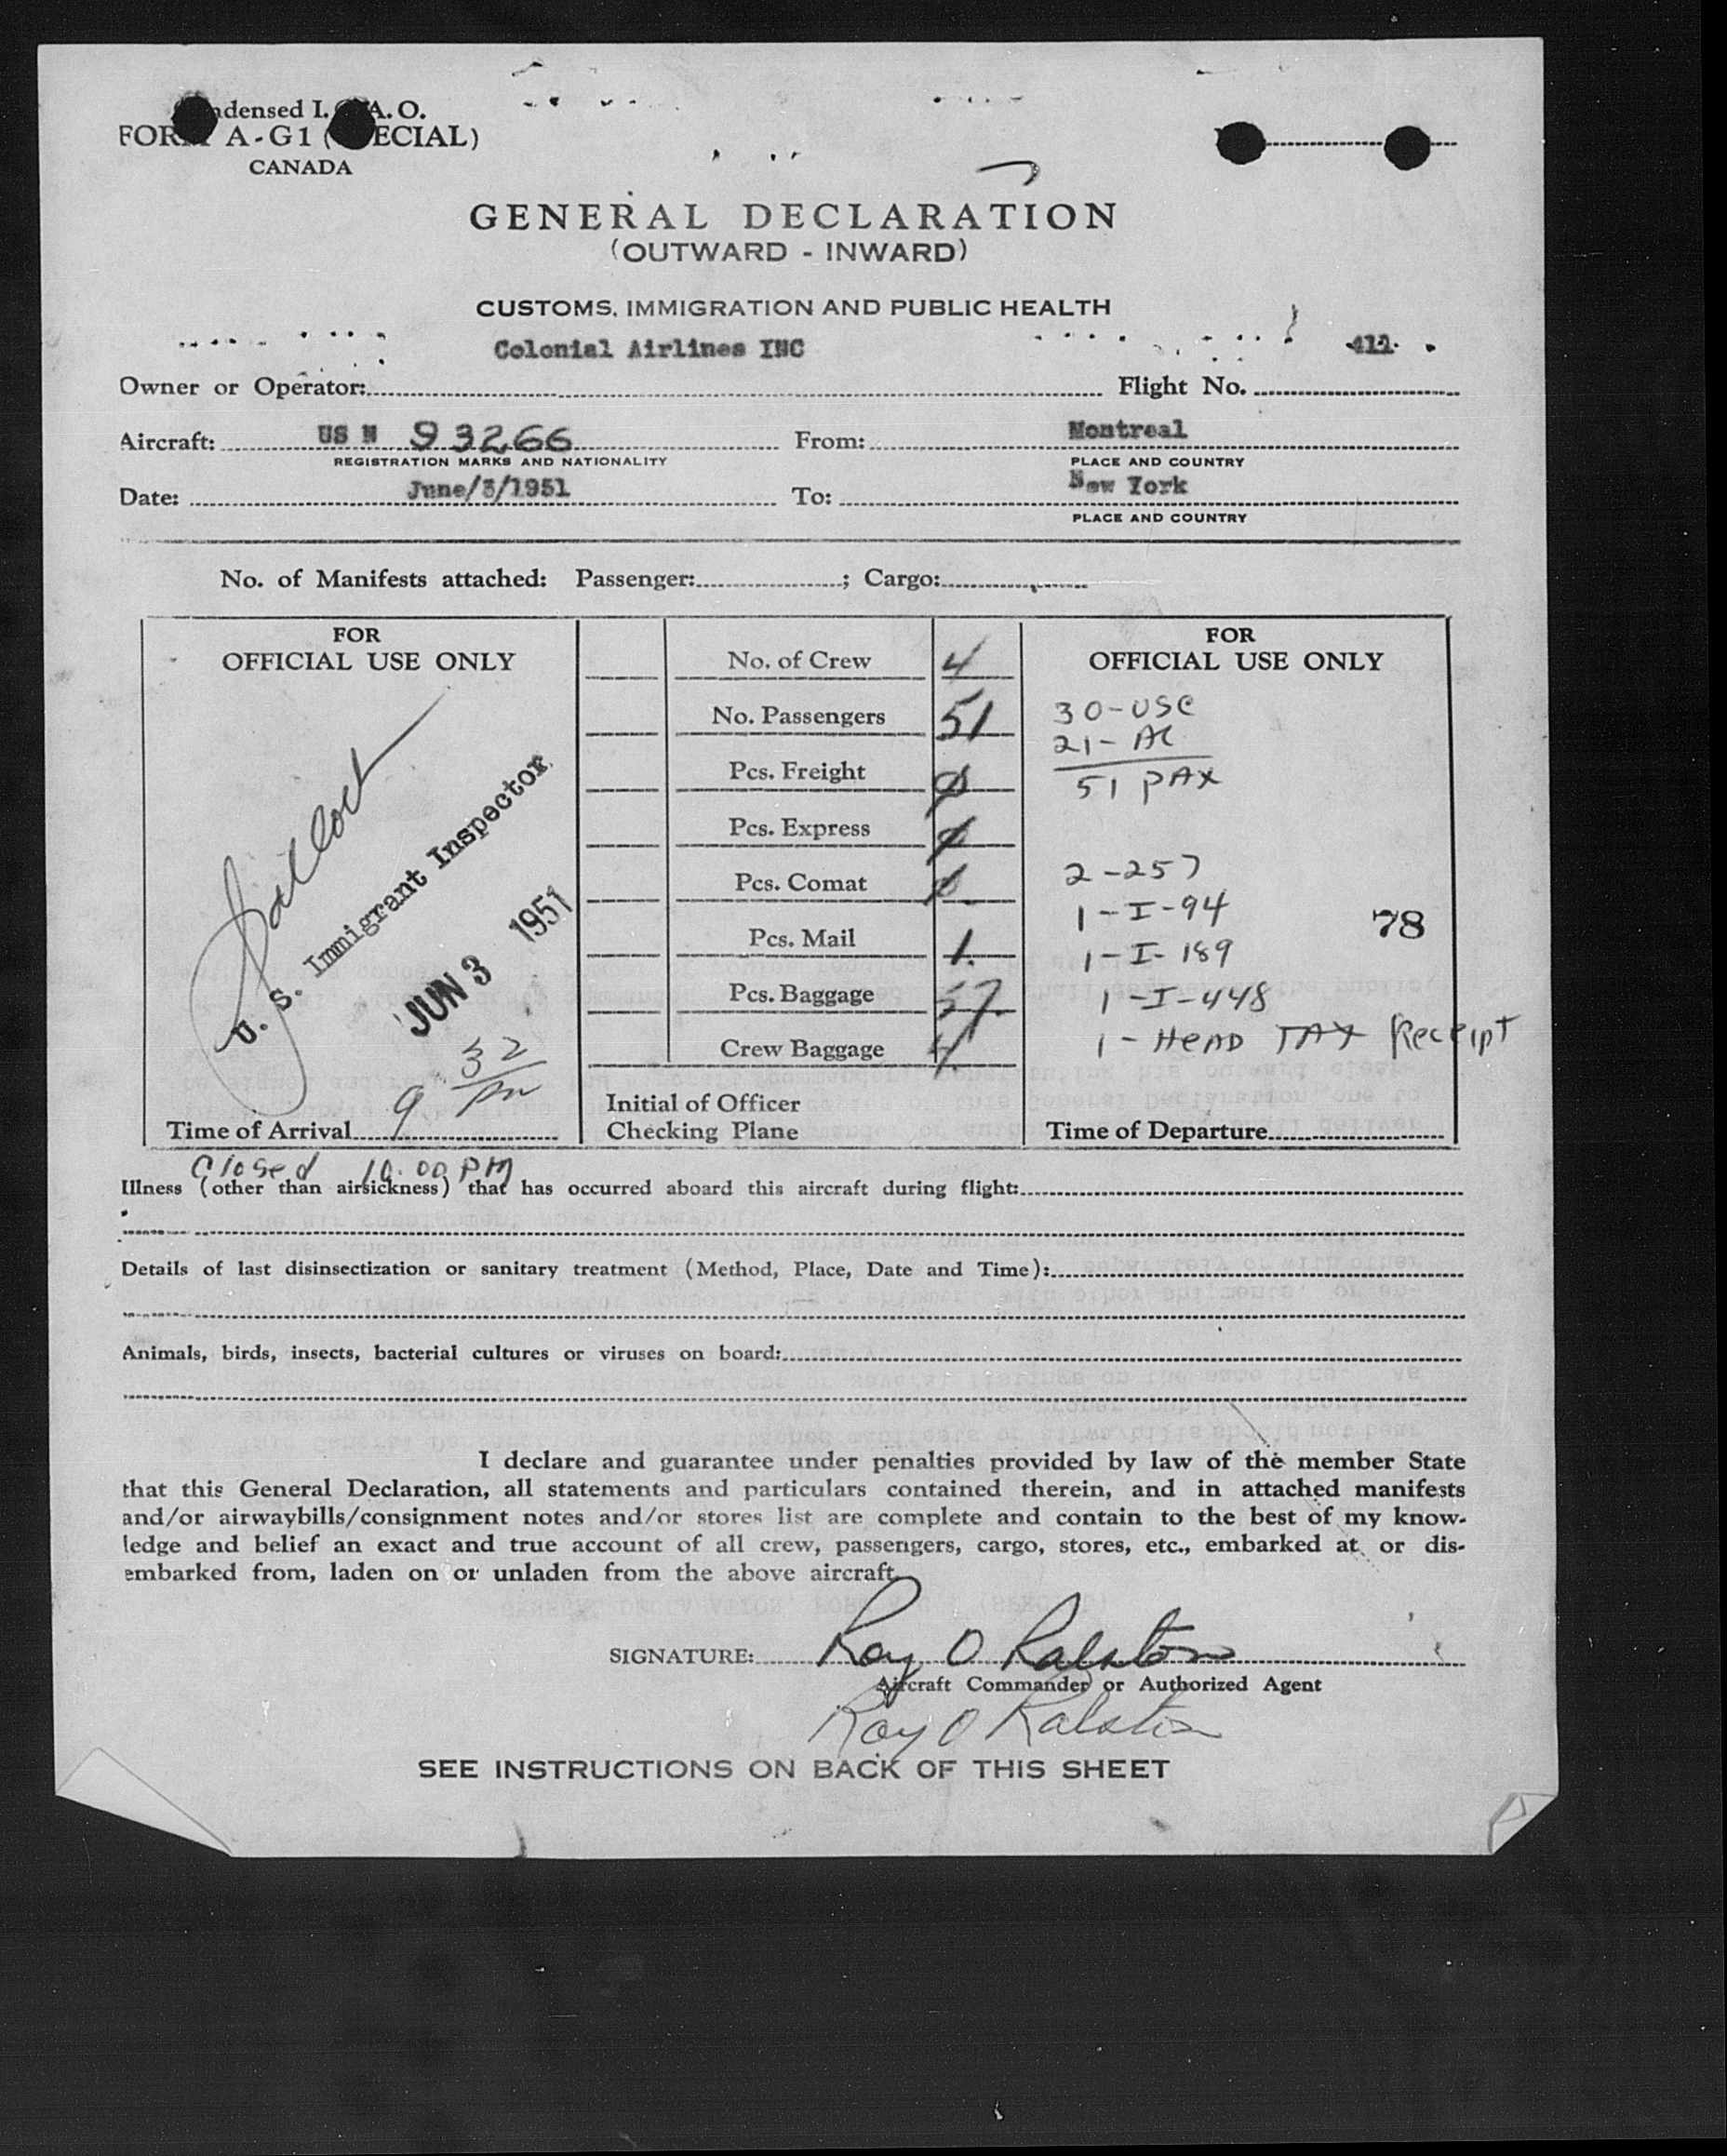 Condensed I.C.A.O.
FORM A-G1 (SPECIAL)
CANADA
GENERAL DECLARATION
(OUTWARD - INWARD)
CUSTOMS, IMMIGRATION AND PUBLIC HEALTH
Colonial Airlines INC 411
Owner or Operator: Flight No.
Aircraft: US N 93266 From: Montreal
REGISTRATION MARKS AND NATIONALITY PLACE AND COUNTRY
Date: June/3/1951 To: New York
PLACE AND COUNTRY
No. of Manifests attached: Passenger: ; Cargo:
FOR
OFFICIAL USE ONLY
U. S. Immigrant Inspector
JUN 3 1951
9 32/pm
Time of Arrival
Closed 10:00 PM
No. of Crew 4
No. Passengers 51
Pcs. Freight 0
Pcs. Express 0
Pcs. Comat 0
Pcs. Mail 1.
Pcs. Baggage 57.
Crew Baggage 4
Initial of Officer
Checking Plane
FOR
OFFICIAL USE ONLY
30-USC
21-AC
51 PAX
2-257
1-I-94
78
1-I-189
1-I-448
1-HEAD TAX Receipt
Time of Departure
Illness (other than airsickness) that has occurred aboard this aircraft during flight:
Details of last disinsectization or sanitary treatment (Method, Place, Date and Time):
Animals, birds, insects, bacterial cultures or viruses on board:
I declare and guarantee under penalties provided by law of the member State
that this General Declaration, all statements and particulars contained therein, and in attached manifests
and/or airwaybills/consignment notes and/or stores list are complete and contain to the best of my know-
ledge and belief an exact and true account of all crew, passengers, cargo, stores, etc., embarked at or dis-
embarked from, laden on or unladen from the above aircraft.
SIGNATURE: Roy O Ralston
Aircraft Commander or Authorized Agent
Roy O Ralston
SEE INSTRUCTIONS ON BACK OF THIS SHEET